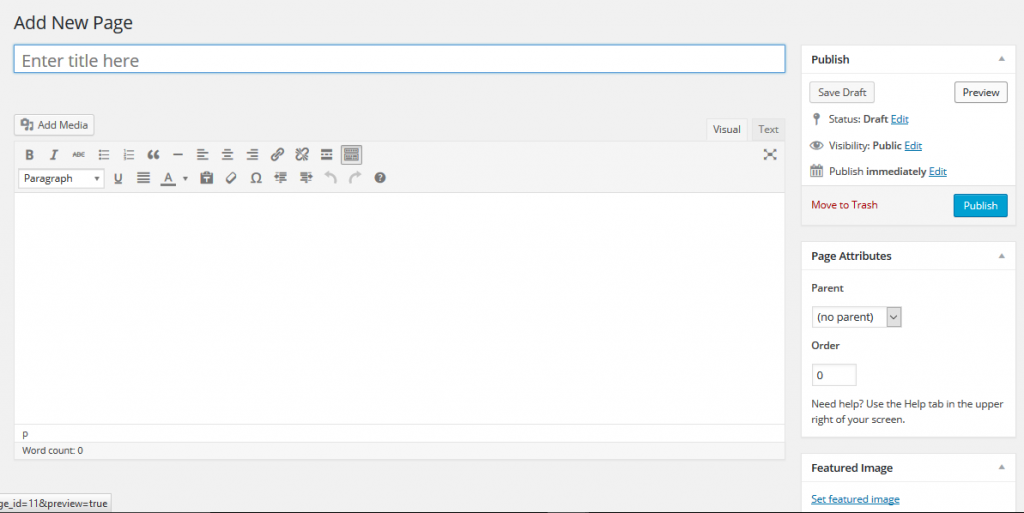 Add New Page
Enter title here
Add Media
Visual Text
B I ABC
Paragraph U A Ω
p
Word count: 0
Publish
Save Draft Preview
Status: Draft Edit
Visibility: Public Edit
Publish immediately Edit
Move to Trash Publish
Page Attributes
Parent
(no parent)
Order
0
Need help? Use the Help tab in the upper
right of your screen.
Featured Image
Set featured image
ge_id=11&preview=true